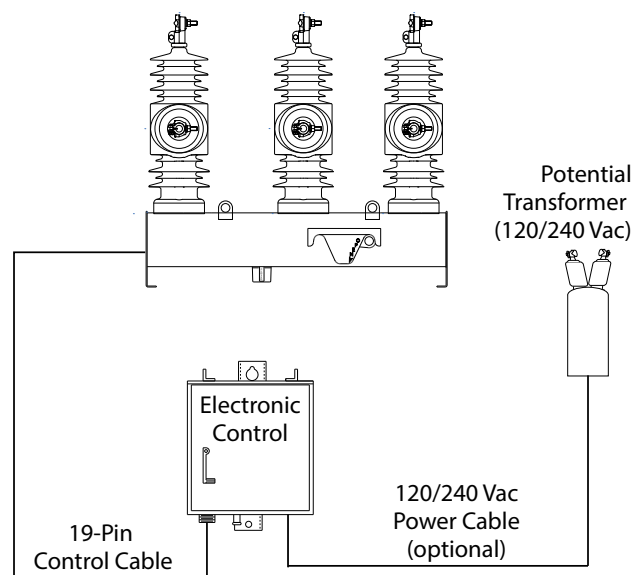 Potential
Transformer
(120/240 Vac)
Electronic
Control
19-Pin
Control Cable
120/240 Vac
Power Cable
(optional)